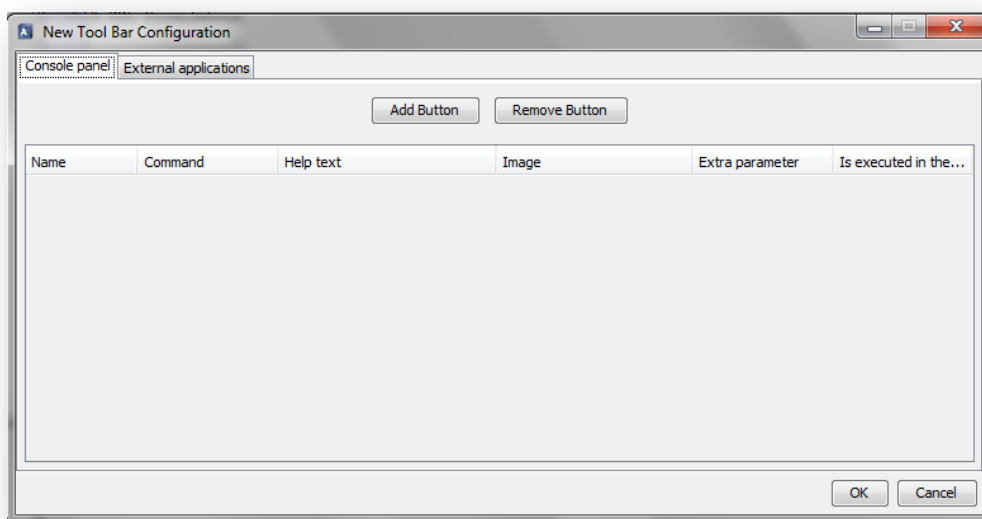 New Tool Bar Configuration
Console panel External applications
Add Button Remove Button
Name Command Help text Image Extra parameter Is executed in the...
OK Cancel